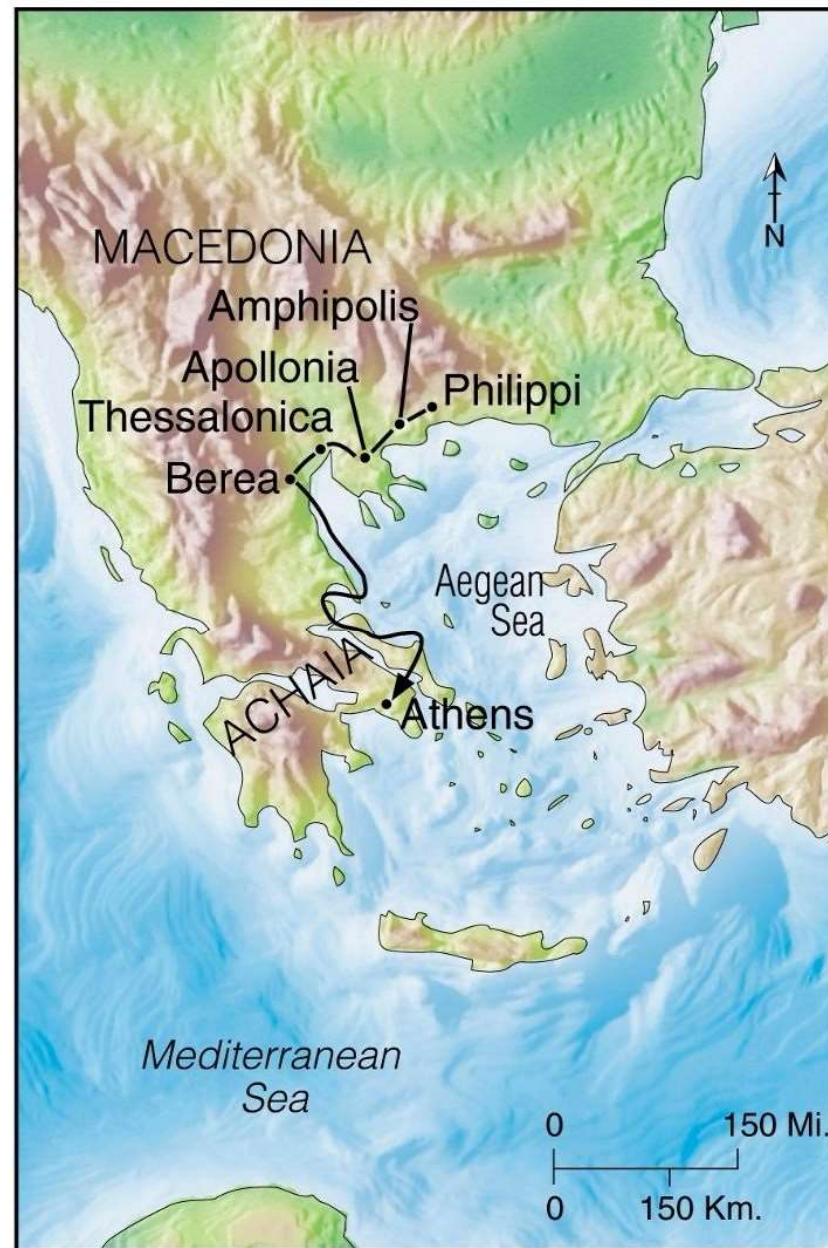 N
MACEDONIA
Amphipolis
Apollonia
Philippi
Thessalonica
Berea
Aegean
Sea
ACHAIA
Athens
Mediterranean
Sea
0 150 Mi.
0 150 Km.